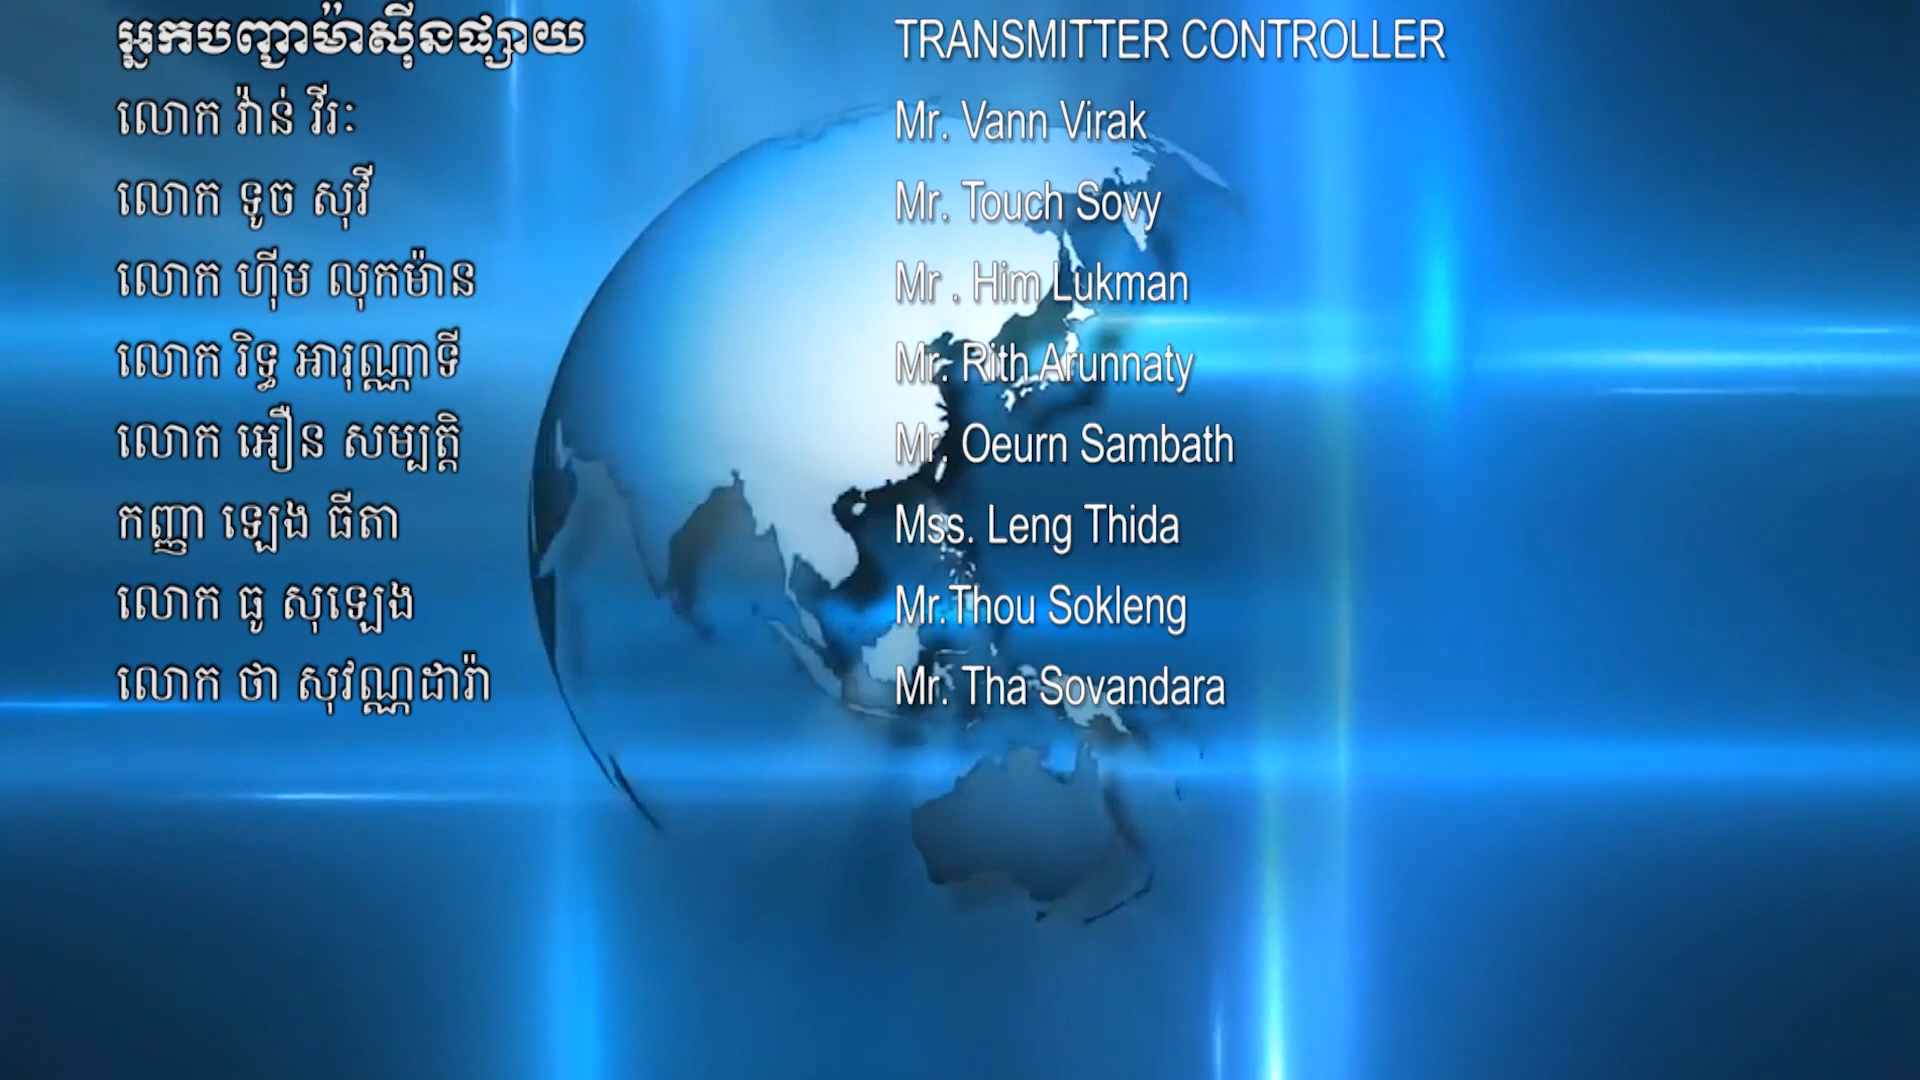 អ្នកបញ្ជាម៉ាស៊ីនផ្សាយ TRANSMITTER CONTROLLER
លោក វ៉ាន់ វីរៈ Mr. Vann Virak
លោក ទូច សុវី Mr. Touch Sovy
លោក ហ៊ីម លុកម៉ាន Mr . Him Lukman
លោក រិទ្ធ អារុណ្ណាទី Mr. Rith Arunnaty
លោក អឿន សម្បត្តិ Mr. Oeurn Sambath
កញ្ញា ឡេង ធីតា Mss. Leng Thida
លោក ធូ សុឡេង Mr.Thou Sokleng
លោក ថា សុវណ្ណដារ៉ា Mr. Tha Sovandara